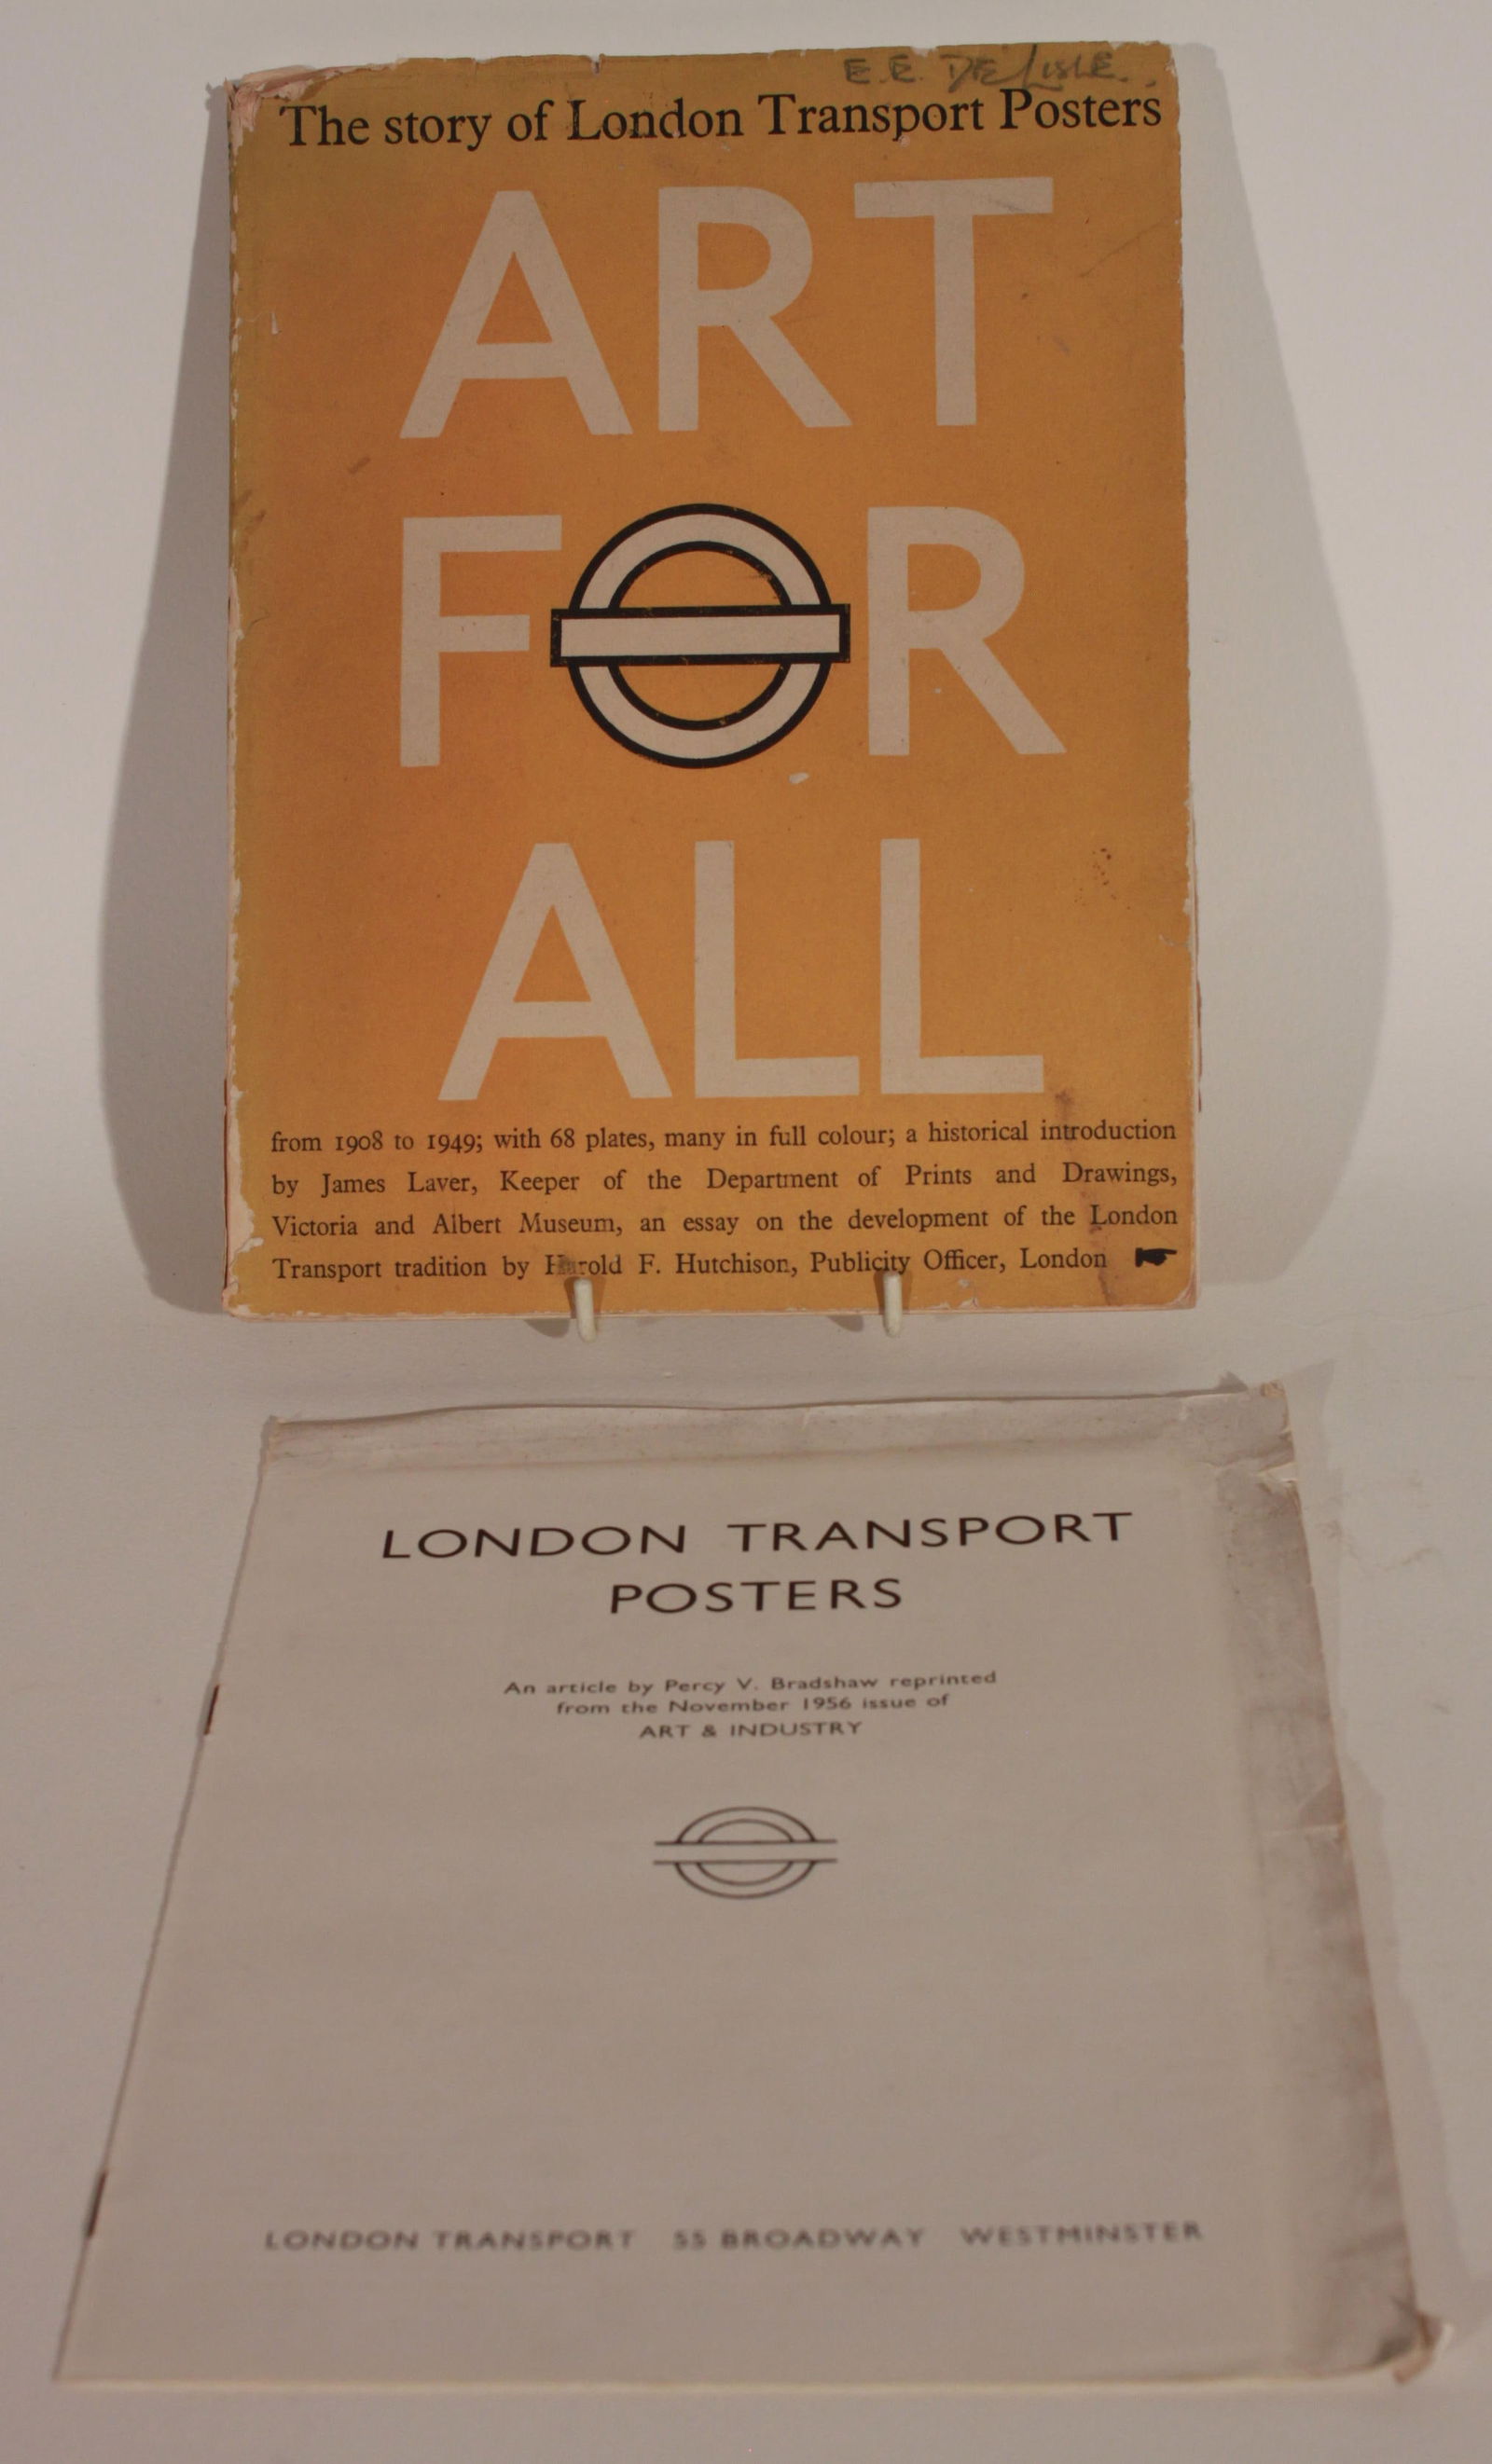 E.E. DE LISLE.
The story of London Transport Posters
ART
FOR
ALL
from 1908 to 1949; with 68 plates, many in full colour; a historical introduction
by James Laver, Keeper of the Department of Prints and Drawings,
Victoria and Albert Museum, an essay on the development of the London
Transport tradition by Harold F. Hutchison, Publicity Officer, London
LONDON TRANSPORT
POSTERS
An article by Percy V. Bradshaw reprinted
from the November 1956 issue of
ART & INDUSTRY
LONDON TRANSPORT 55 BROADWAY WESTMINSTER